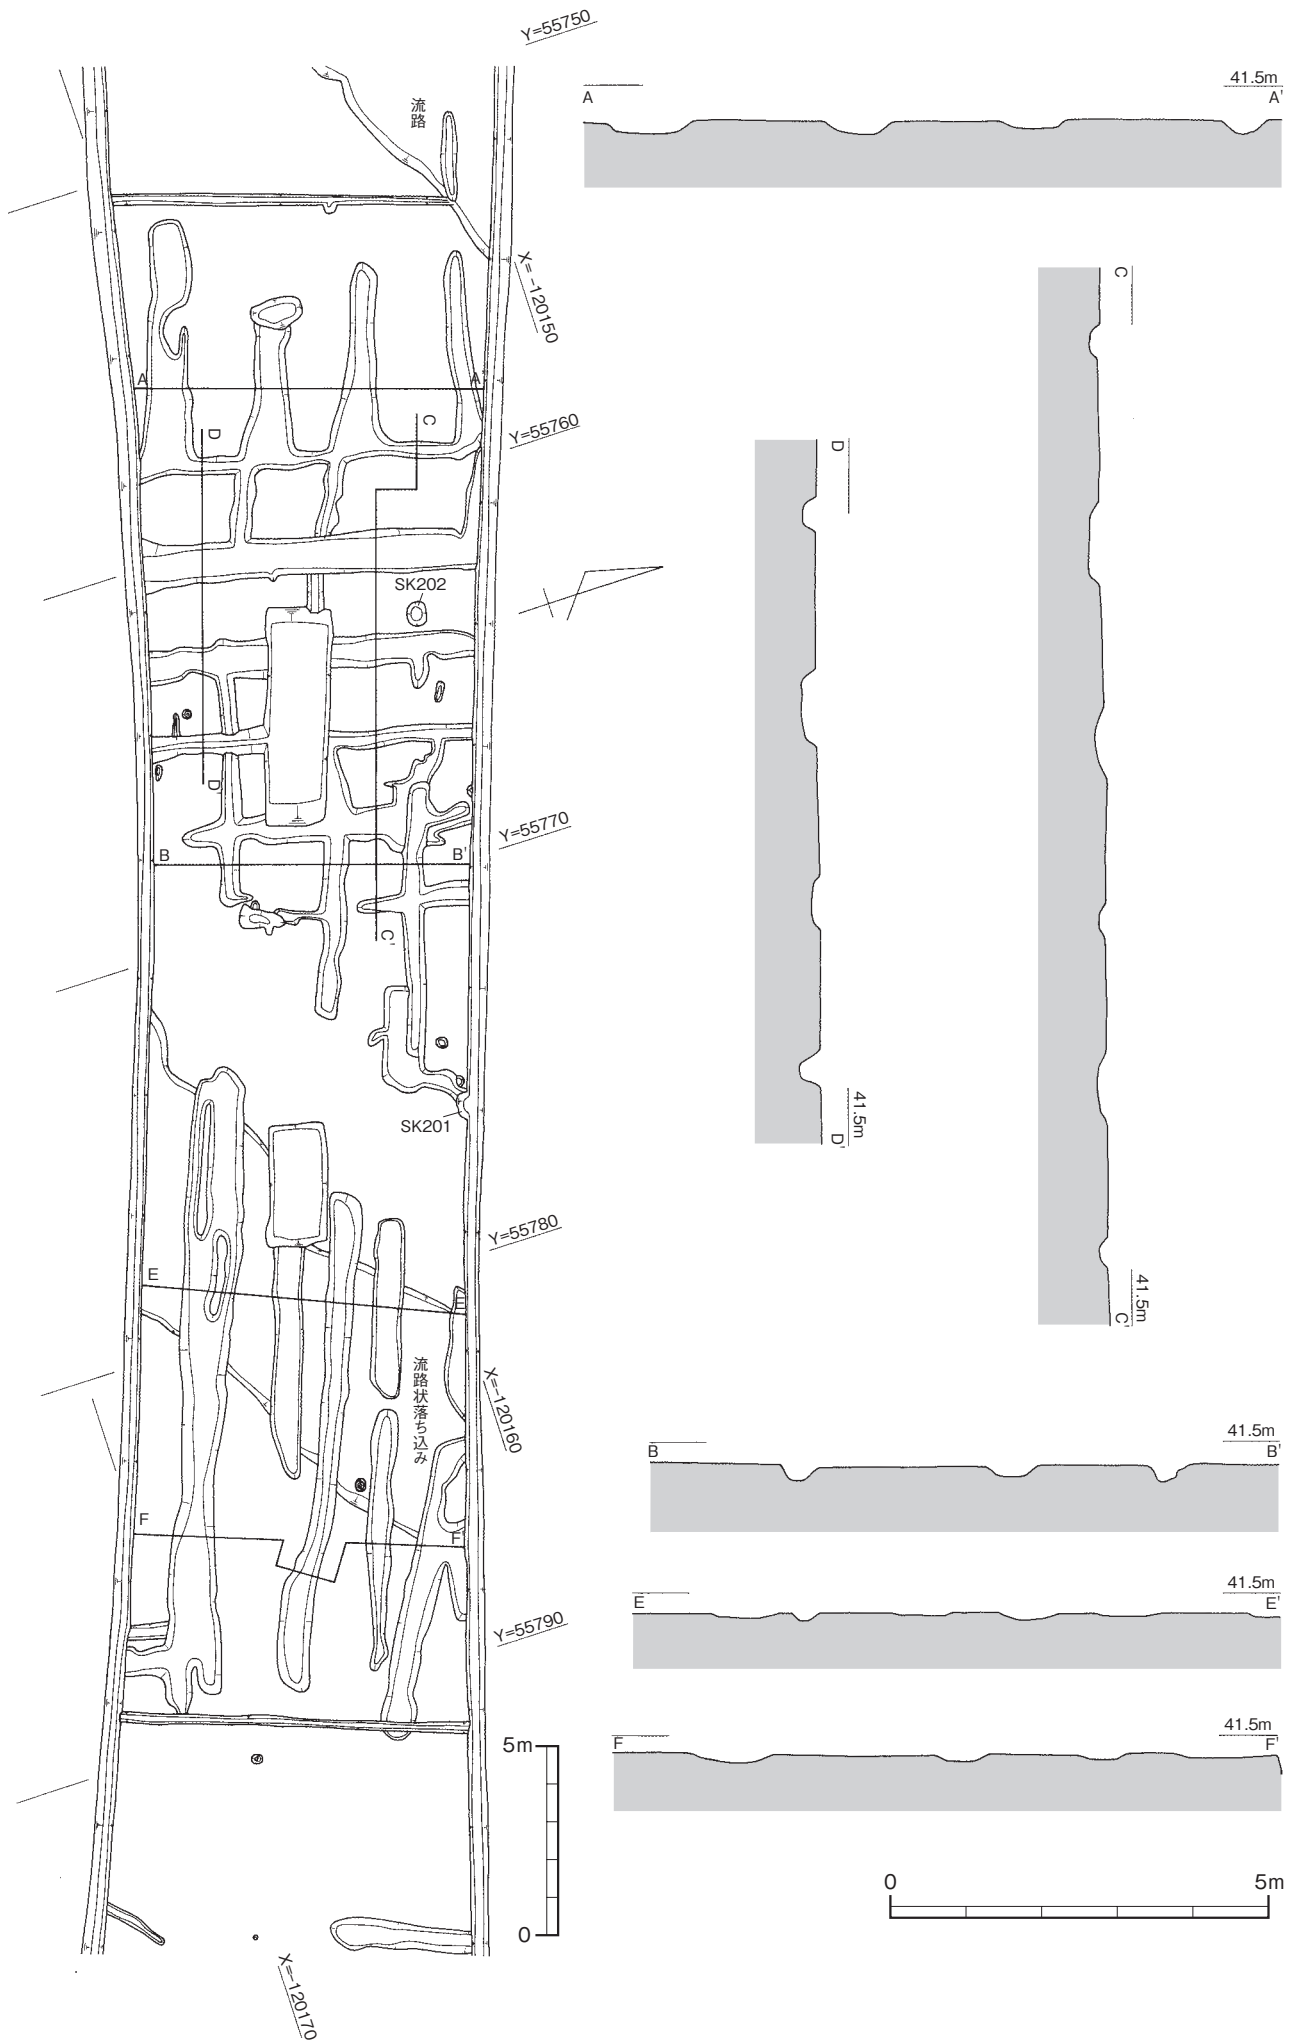 Y=55750
流路
X=-120150
A
A
Y=55760
D
C
SK202
D'
Y=55770
B
B'
C'
SK201
Y=55780
E
E'
流路状落ち込み
X=-120160
F
F'
Y=55790
5m
0
X=-120170
A
41.5m
A'
C
41.5m
C'
D
41.5m
D'
B
41.5m
B'
E
41.5m
E'
F
41.5m
F'
0
5m